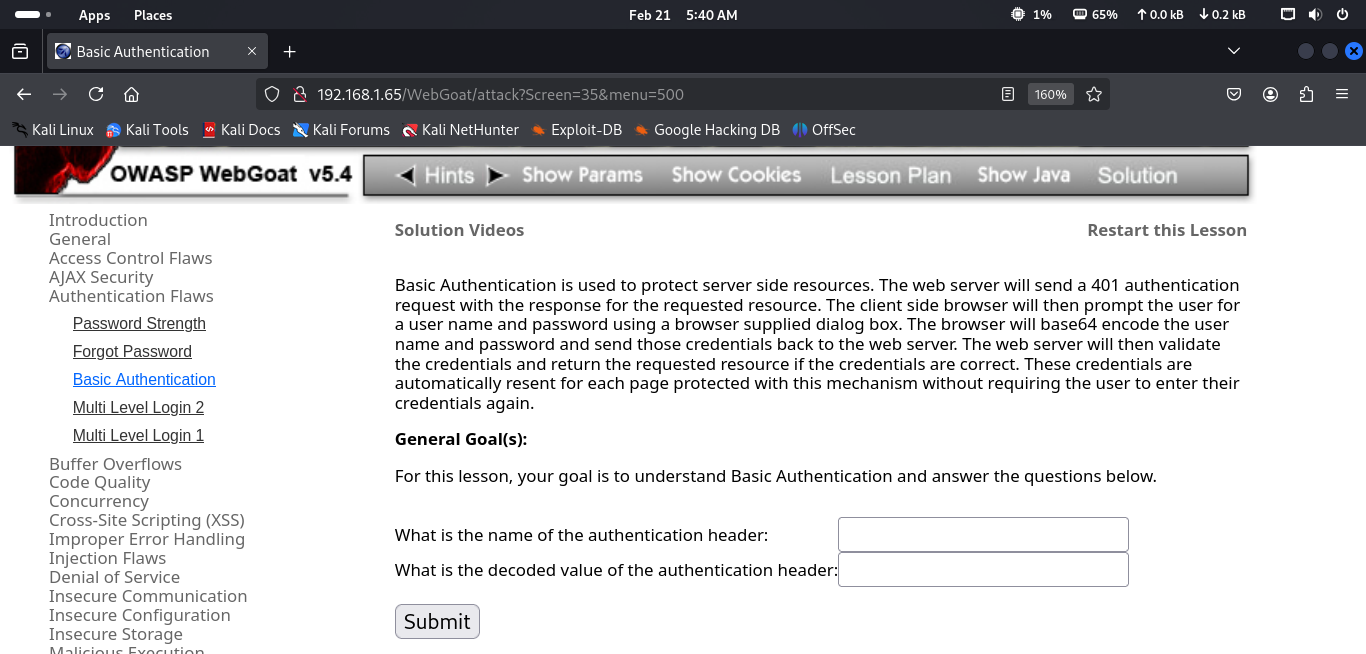 Apps Places Feb 21 5:40 AM 1% 65% 0.0 kB 0.2 kB
Basic Authentication
192.168.1.65/WebGoat/attack?Screen=35&menu=500 160%
Kali Linux Kali Tools Kali Docs Kali Forums Kali NetHunter Exploit-DB Google Hacking DB OffSec
OWASP WebGoat v5.4 Hints Show Params Show Cookies Lesson Plan Show Java Solution
Introduction
General
Access Control Flaws
AJAX Security
Authentication Flaws
Password Strength
Forgot Password
Basic Authentication
Multi Level Login 2
Multi Level Login 1
Buffer Overflows
Code Quality
Concurrency
Cross-Site Scripting (XSS)
Improper Error Handling
Injection Flaws
Denial of Service
Insecure Communication
Insecure Configuration
Insecure Storage
Malicious Execution
Solution Videos Restart this Lesson
Basic Authentication is used to protect server side resources. The web server will send a 401 authentication
request with the response for the requested resource. The client side browser will then prompt the user for
a user name and password using a browser supplied dialog box. The browser will base64 encode the user
name and password and send those credentials back to the web server. The web server will then validate
the credentials and return the requested resource if the credentials are correct. These credentials are
automatically resent for each page protected with this mechanism without requiring the user to enter their
credentials again.
General Goal(s):
For this lesson, your goal is to understand Basic Authentication and answer the questions below.
What is the name of the authentication header:
What is the decoded value of the authentication header:
Submit